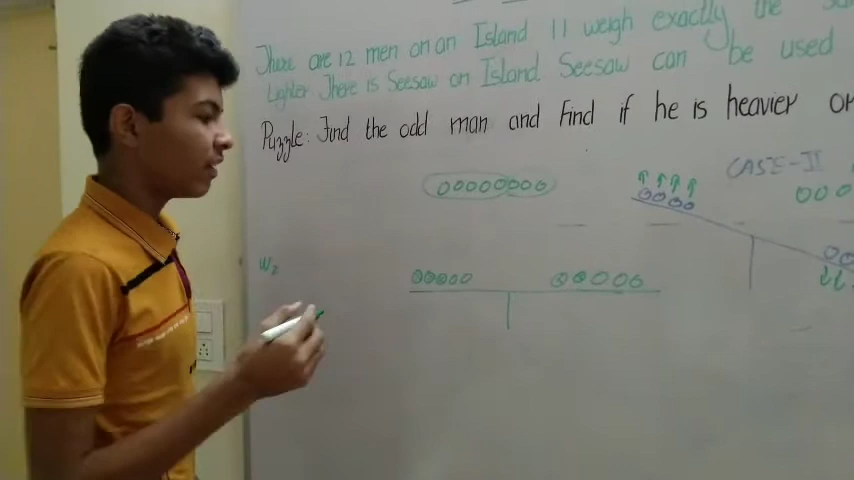 There are 12 men on an Island 11 weigh exactly the
Lighter There is Seesaw on Island. Seesaw can be used
Puzzle: Find the odd man and Find if he is heavier or
CASE-II
W2